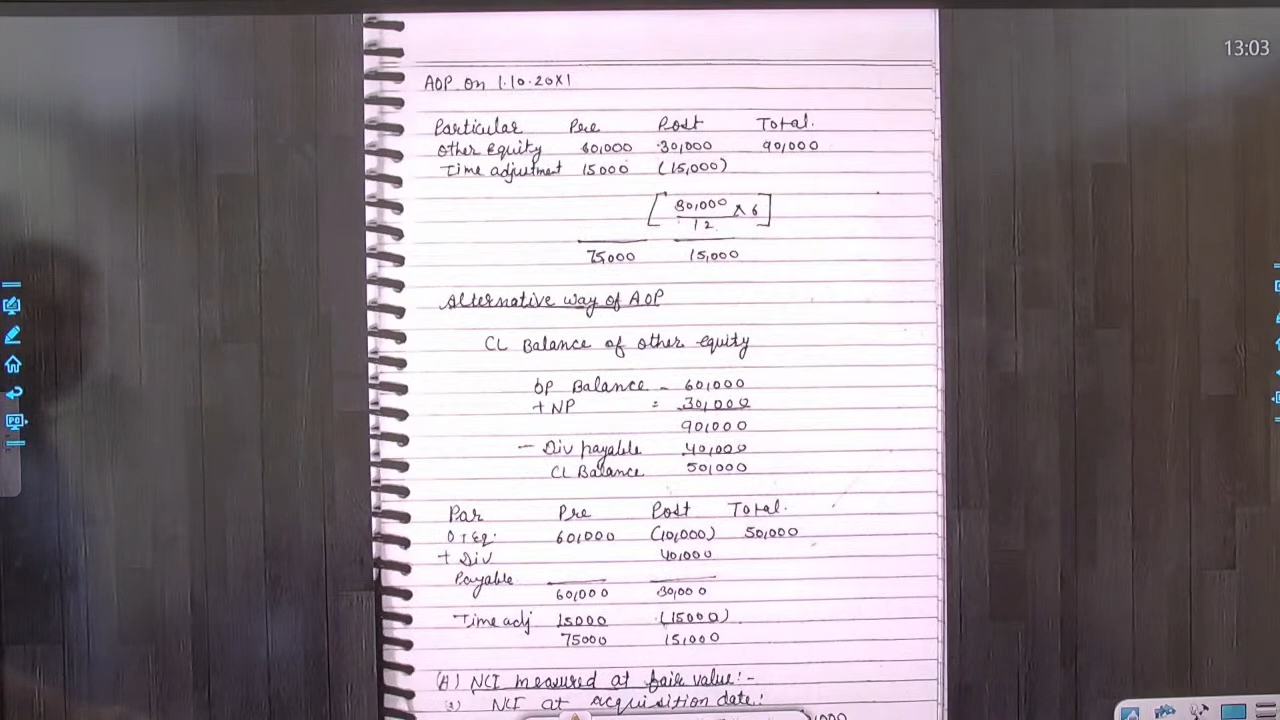 13:03
AOP on 1.10.20X1
Particular Pre Post Total
Other equity 60,000 30,000 90,000
Time adjustment 15000 (15,000)
[30,000/12 x 6]
75000 15,000
Alternative way of AOP
CL Balance of other equity
OP Balance - 60,000
+ NP = 30,000
90,000
- Div payable 40,000
CL Balance 50,000
Par Pre Post Total.
OTEq. 60,000 (10,000) 50,000
+ Div 40,000
Payable
60,000 30,000
Time adj 15000 (15000)
75000 15,000
(A) NCI measured at fair value:-
NCI at acquisition date: